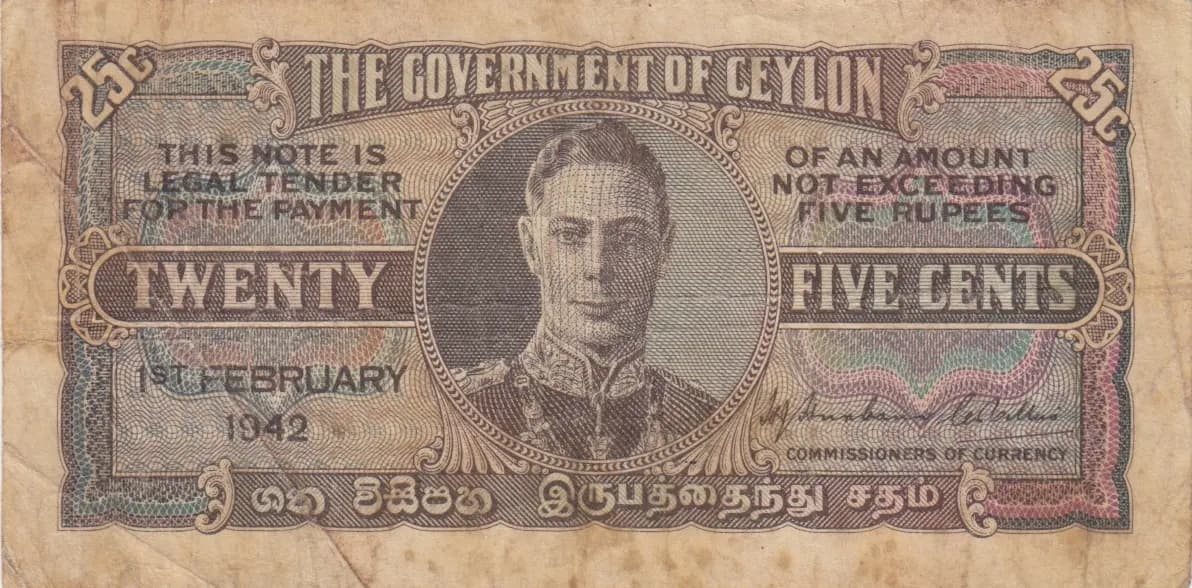 25c
THE GOVERNMENT OF CEYLON
25c
THIS NOTE IS
LEGAL TENDER
FOR THE PAYMENT
OF AN AMOUNT
NOT EXCEEDING
FIVE RUPEES
TWENTY
FIVE CENTS
1ST FEBRUARY
1942
COMMISSIONERS OF CURRENCY
ශත විසිපහ இருபத்தைந்து சதம்